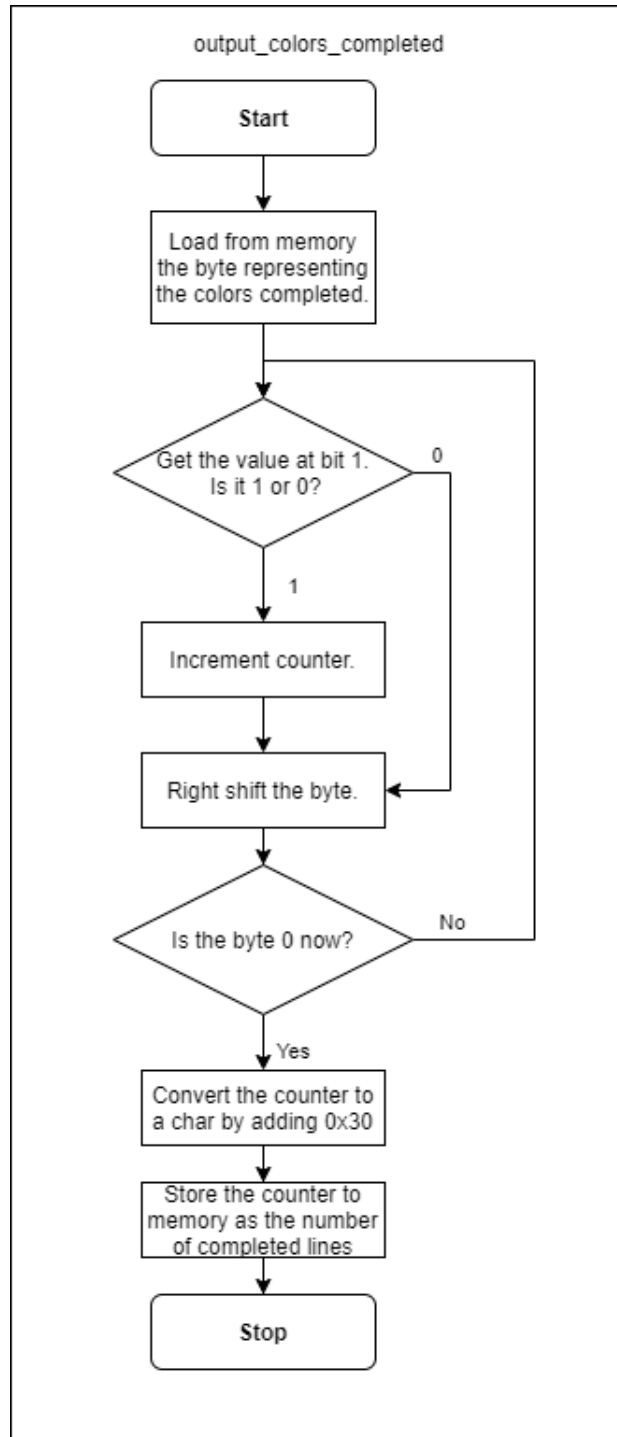 output_colors_completed
Start
Load from memory
the byte representing
the colors completed.
Get the value at bit 1.
Is it 1 or 0?
0
1
Increment counter.
Right shift the byte.
Is the byte 0 now?
No
Yes
Convert the counter to
a char by adding 0x30
Store the counter to
memory as the number
of completed lines
Stop